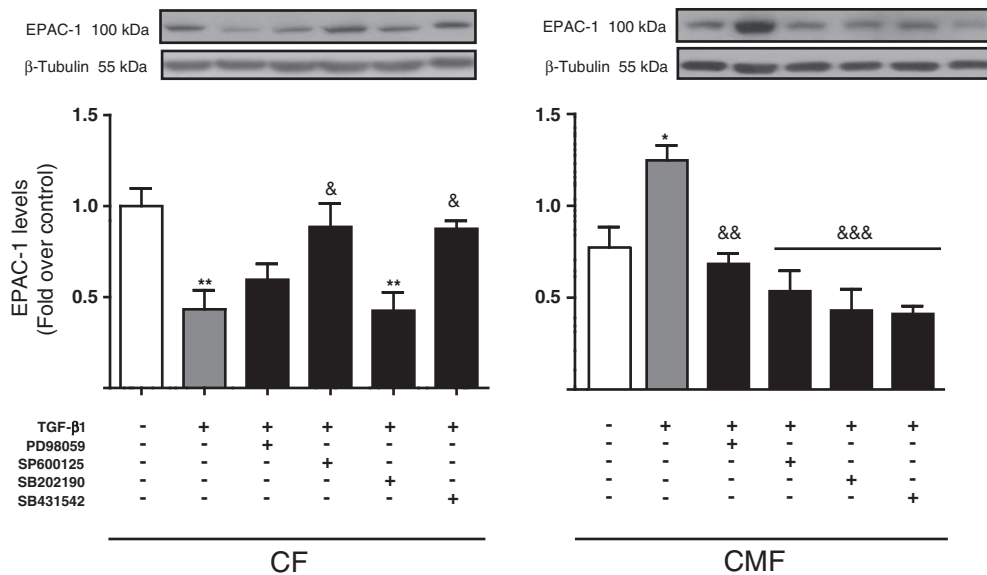 EPAC-1 100 kDa
β-Tubulin 55 kDa
EPAC-1 100 kDa
β-Tubulin 55 kDa
EPAC-1 levels
(Fold over control)
1.5
1.0
0.5
**
&
**
&
1.5
1.0
0.5
*
&&
&&&
TGF-β1 - + + + + + - + + + + +
PD98059 - - + - - - - - + - - -
SP600125 - - - + - - - - - + - -
SB202190 - - - - + - - - - - + -
SB431542 - - - - - + - - - - - +
CF
CMF